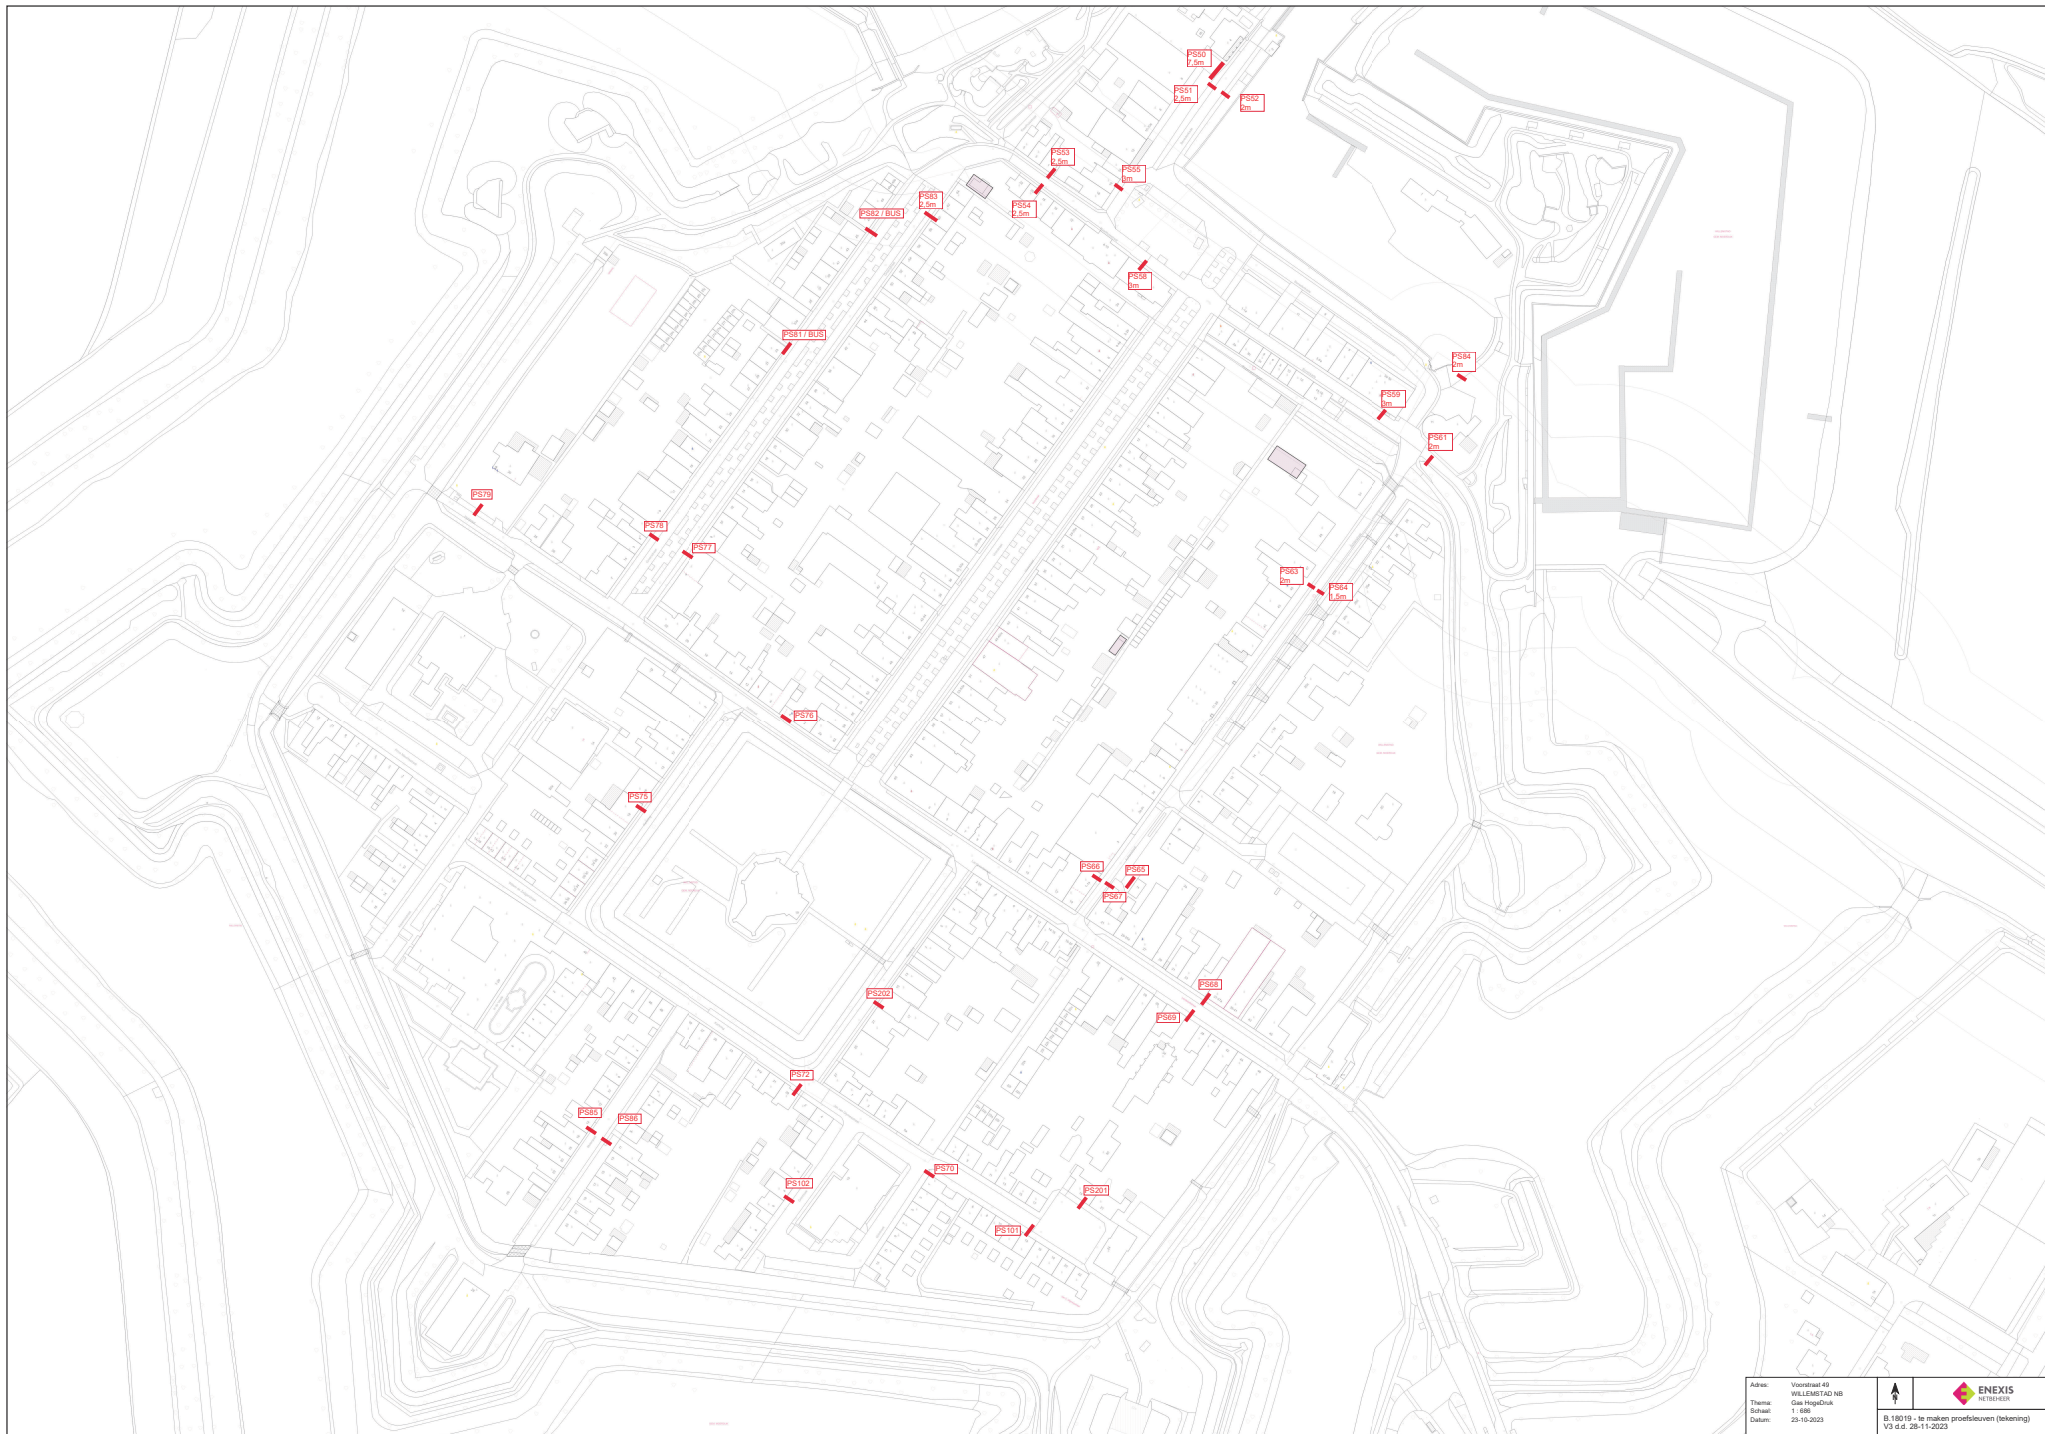 PS50
7,5m
PS51
2,5m
PS52
2m
PS53
2,5m
PS55
3m
PS54
2,5m
PS83
2,5m
PS82 / BUS
PS58
3m
PS81 / BUS
PS84
2m
PS59
3m
PS61
2m
PS79
PS78
PS77
PS63
2m
PS64
1,5m
PS76
PS75
PS66
PS65
PS67
PS202
PS68
PS69
PS72
PS85
PS86
PS70
PS102
PS201
PS101
Adres: Voorstraat 49
WILLEMSTAD NB
Thema: Gas HogeDruk
Schaal: 1 : 686
Datum: 23-10-2023
N
ENEXIS
NETBEHEER
B.18019 - te maken proefsleuven (tekening)
V3 d.d. 28-11-2023